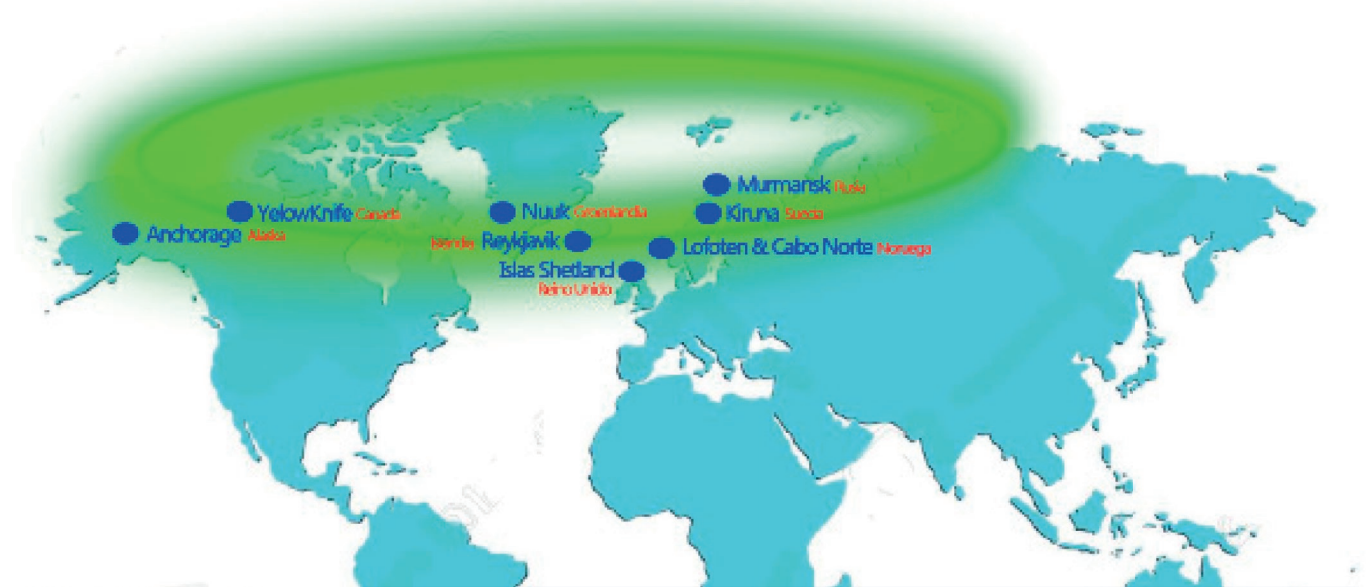 Murmansk Rusia
YelowKnife Canada
Nuuk Groenlandia
Kiruna Suecia
Anchorage Alaska
Islandia Reykjavik
Lofoten & Cabo Norte Noruega
Islas Shetland
Reino Unido